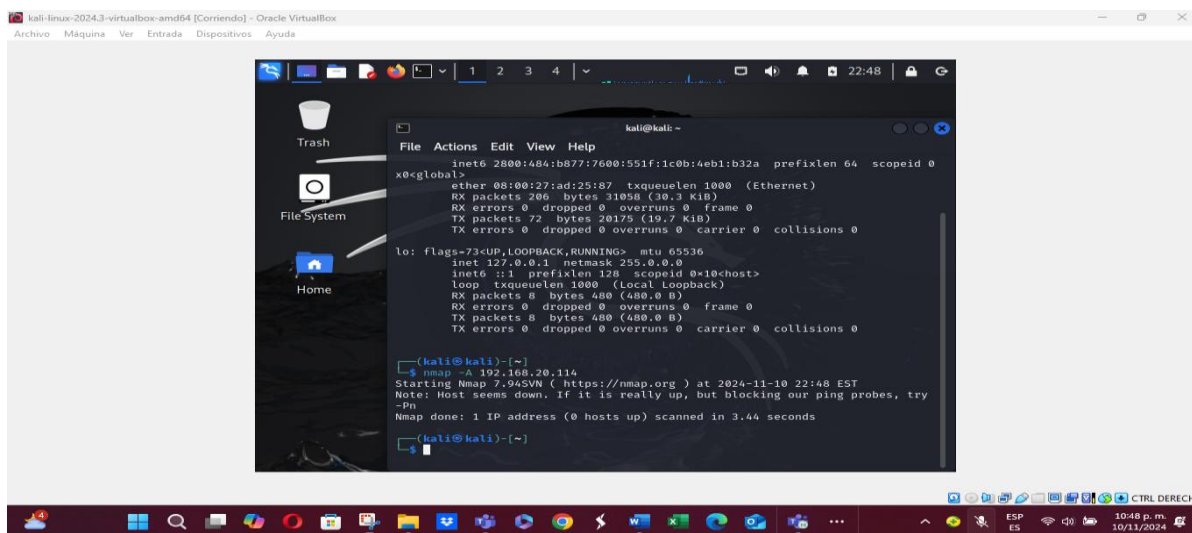 kali-linux-2024.3-virtualbox-amd64 [Corriendo] - Oracle VirtualBox
Archivo Máquina Ver Entrada Dispositivos Ayuda
1 2 3 4
22:48
Trash
File System
Home
kali@kali: ~
File Actions Edit View Help
inet6 2800:484:b877:7600:551f:1c0b:4eb1:b32a prefixlen 64 scopeid 0
x0<global>
ether 08:00:27:ad:25:87 txqueuelen 1000 (Ethernet)
RX packets 206 bytes 31058 (30.3 KiB)
RX errors 0 dropped 0 overruns 0 frame 0
TX packets 72 bytes 20175 (19.7 KiB)
TX errors 0 dropped 0 overruns 0 carrier 0 collisions 0
lo: flags=73<UP,LOOPBACK,RUNNING> mtu 65536
inet 127.0.0.1 netmask 255.0.0.0
inet6 ::1 prefixlen 128 scopeid 0×10<host>
loop txqueuelen 1000 (Local Loopback)
RX packets 8 bytes 480 (480.0 B)
RX errors 0 dropped 0 overruns 0 frame 0
TX packets 8 bytes 480 (480.0 B)
TX errors 0 dropped 0 overruns 0 carrier 0 collisions 0
(kali㉿kali)-[~]
$ nmap -A 192.168.20.114
Starting Nmap 7.94SVN ( https://nmap.org ) at 2024-11-10 22:48 EST
Note: Host seems down. If it is really up, but blocking our ping probes, try
-Pn
Nmap done: 1 IP address (0 hosts up) scanned in 3.44 seconds
(kali㉿kali)-[~]
$
CTRL DERECH
4
ESP
ES
10:48 p. m.
10/11/2024